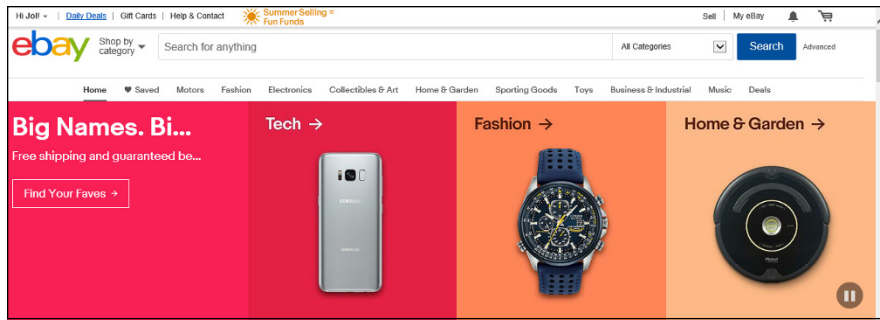 Hi Joll!
Daily Deals
Gift Cards
Help & Contact
Summer Selling =
Fun Funds
Sell
My eBay
ebay
Shop by
category
Search for anything
All Categories
Search
Advanced
Home
Saved
Motors
Fashion
Electronics
Collectibles & Art
Home & Garden
Sporting Goods
Toys
Business & Industrial
Music
Deals
Big Names. Bi...
Free shipping and guaranteed be...
Find Your Faves →
Tech →
Fashion →
Home & Garden →
SAMSUNG